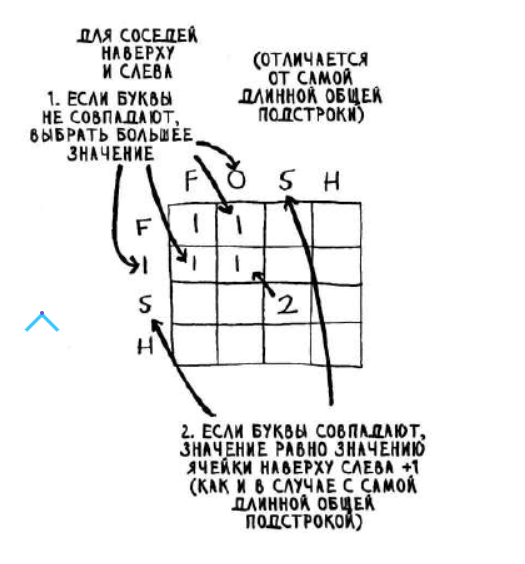 ДЛЯ СОСЕДЕЙ
НАВЕРХУ
И СЛЕВА
(ОТЛИЧАЕТСЯ
ОТ САМОЙ
ДЛИННОЙ ОБЩЕЙ
ПОДСТРОКИ)
1. ЕСЛИ БУКВЫ
НЕ СОВПАДАЮТ,
ВЫБРАТЬ БОЛЬШЕЕ
ЗНАЧЕНИЕ
F O S H
F 1 1
I 1 1
S 2
H
2. ЕСЛИ БУКВЫ СОВПАДАЮТ,
ЗНАЧЕНИЕ РАВНО ЗНАЧЕНИЮ
ЯЧЕЙКИ НАВЕРХУ СЛЕВА +1
(КАК И В СЛУЧАЕ С САМОЙ
ДЛИННОЙ ОБЩЕЙ
ПОДСТРОКОЙ)